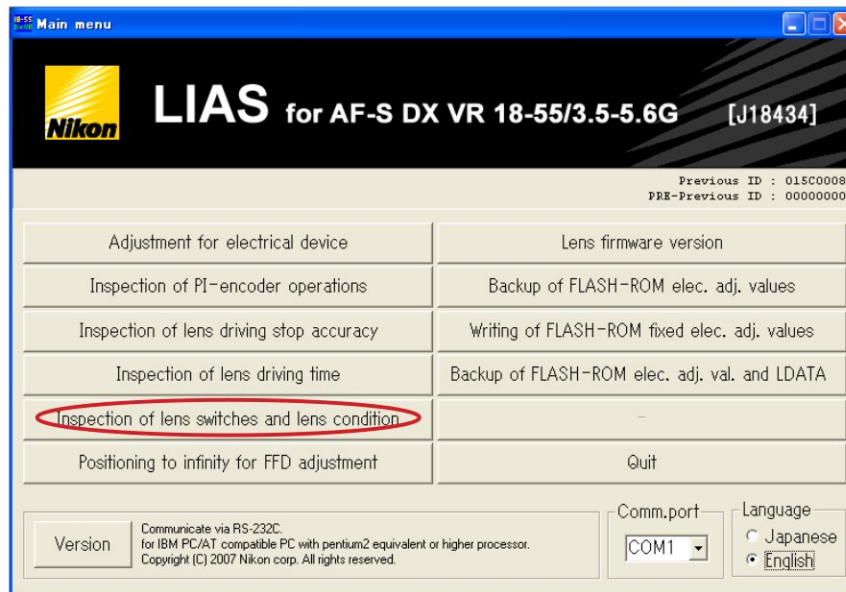 18-55
DXVR Main menu
Nikon
LIAS for AF-S DX VR 18-55/3.5-5.6G [J18434]
Previous ID : 015C0008
PRE-Previous ID : 00000000
Adjustment for electrical device
Lens firmware version
Inspection of PI-encoder operations
Backup of FLASH-ROM elec. adj. values
Inspection of lens driving stop accuracy
Writing of FLASH-ROM fixed elec. adj. values
Inspection of lens driving time
Backup of FLASH-ROM elec. adj. val. and LDATA
Inspection of lens switches and lens condition
-
Positioning to infinity for FFD adjustment
Quit
Version
Communicate via RS-232C.
for IBM PC/AT compatible PC with pentium2 equivalent or higher processor.
Copyright (C) 2007 Nikon corp. All rights reserved.
Comm.port
COM1
Language
Japanese
English